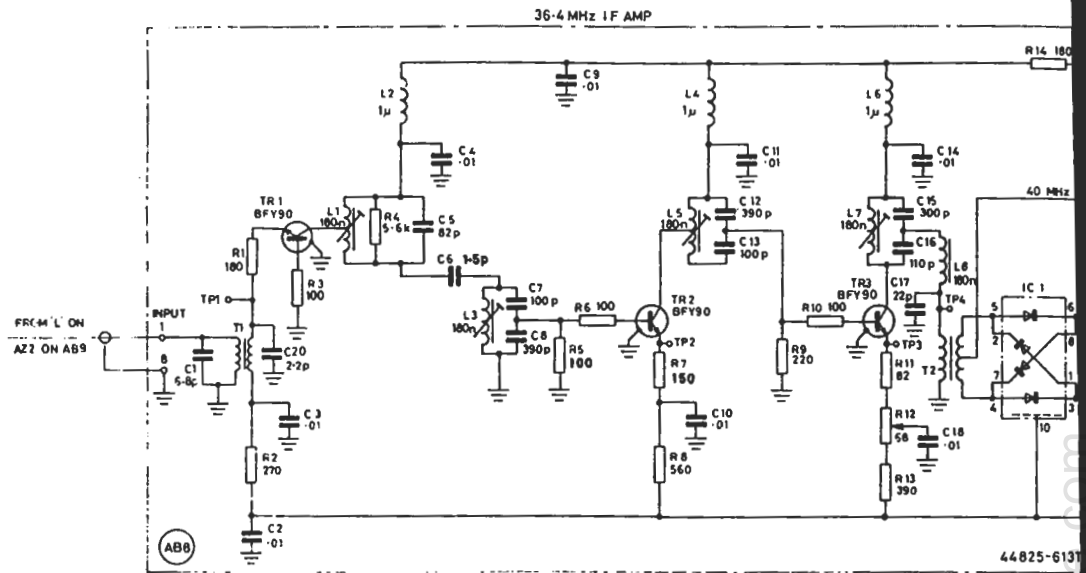 36·4 MHz IF AMP
R14 180
C9
·01
L2
1μ
L4
1μ
L6
1μ
C4
·01
C11
·01
C14
·01
40 MHz
TR1
BFY90
L1
180n
R4
5·6k
C5
82p
L5
180n
C12
390p
C13
100p
L7
180n
C15
300p
C16
110p
R1
180
R3
100
C6 1·5p
C7
100p
L3
180n
C8
390p
R6 100
TR2
BFY90
R10 100
TR3
BFY90
C17
22p
L8
180n
TP4
IC 1
TP1
INPUT
1
FROM 'L' ON
AZ2 ON AB9
8
C1
6·8p
T1
C20
2·2p
R5
100
TP2
R7
150
R9
220
TP3
R11
82
T2
5
6
2
8
7
1
4
3
10
C3
·01
C10
·01
R12
56
C18
·01
R2
270
R8
560
R13
390
C2
·01
AB8
44825-613T
com